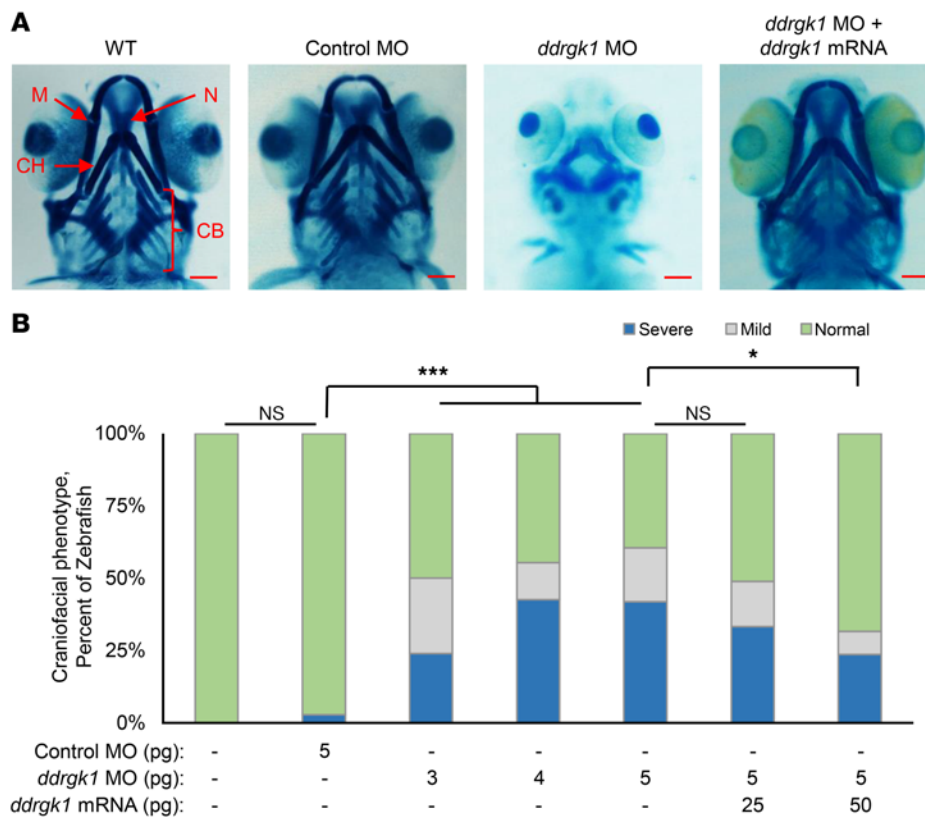 A
WT
Control MO
ddrgk1 MO
ddrgk1 MO +
ddrgk1 mRNA
M
N
CH
CB
B
Severe Mild Normal
***
*
NS
NS
100%
75%
50%
25%
0%
Craniofacial phenotype,
Percent of Zebrafish
Control MO (pg): - 5 - - - - -
ddrgk1 MO (pg): - - 3 4 5 5 5
ddrgk1 mRNA (pg): - - - - - 25 50